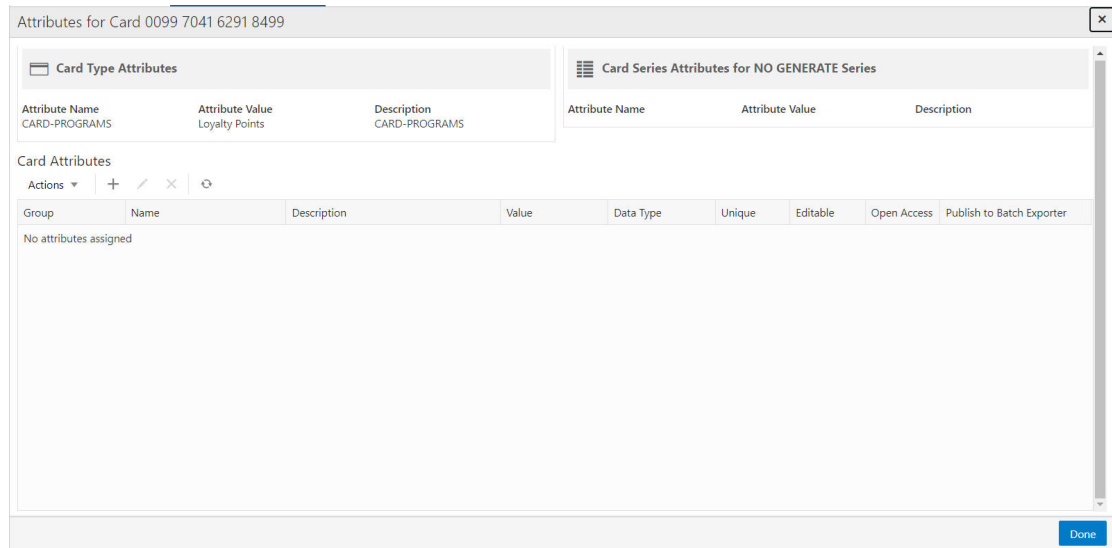 Attributes for Card 0099 7041 6291 8499
Card Type Attributes
Attribute Name Attribute Value Description
CARD-PROGRAMS Loyalty Points CARD-PROGRAMS
Card Series Attributes for NO GENERATE Series
Attribute Name Attribute Value Description
Card Attributes
Actions
Group Name Description Value Data Type Unique Editable Open Access Publish to Batch Exporter
No attributes assigned
Done